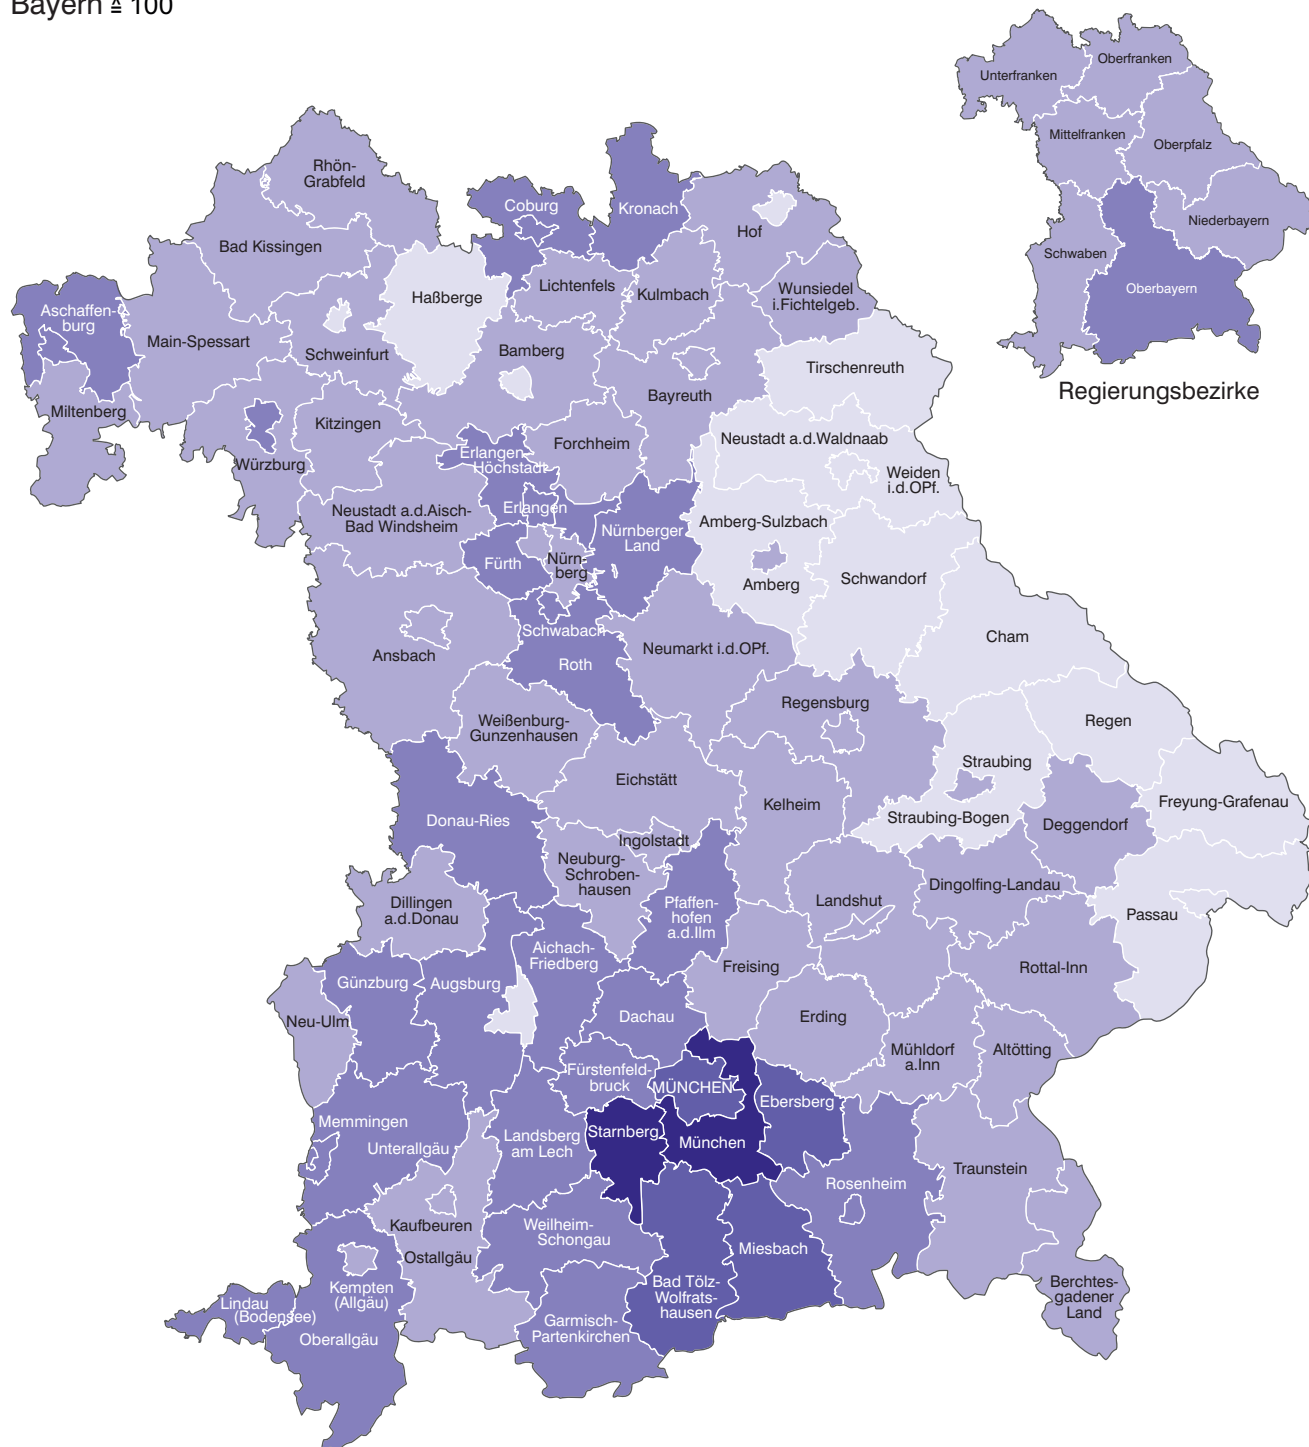 Bayern ≙ 100
Unterfranken
Oberfranken
Mittelfranken
Oberpfalz
Niederbayern
Schwaben
Oberbayern
Regierungsbezirke
Rhön-
Grabfeld
Coburg
Kronach
Hof
Bad Kissingen
Haßberge
Lichtenfels
Kulmbach
Wunsiedel
i.Fichtelgeb.
Aschaffen-
burg
Main-Spessart
Schweinfurt
Bamberg
Bayreuth
Tirschenreuth
Miltenberg
Kitzingen
Forchheim
Neustadt a.d.Waldnaab
Würzburg
Erlangen-
Höchstadt
Weiden
i.d.OPf.
Neustadt a.d.Aisch-
Bad Windsheim
Erlangen
Nürnberger
Land
Amberg-Sulzbach
Fürth
Nürn-
berg
Amberg
Schwandorf
Ansbach
Schwabach
Roth
Neumarkt i.d.OPf.
Cham
Weißenburg-
Gunzenhausen
Regensburg
Regen
Eichstätt
Straubing
Donau-Ries
Kelheim
Straubing-Bogen
Deggendorf
Freyung-Grafenau
Ingolstadt
Neuburg-
Schroben-
hausen
Dillingen
a.d.Donau
Pfaffen-
hofen
a.d.Ilm
Landshut
Dingolfing-Landau
Passau
Aichach-
Friedberg
Günzburg
Augsburg
Freising
Rottal-Inn
Neu-Ulm
Dachau
Erding
Mühldorf
a.Inn
Altötting
Fürstenfeld-
bruck
MÜNCHEN
Ebersberg
Memmingen
Unterallgäu
Landsberg
am Lech
Starnberg
München
Traunstein
Rosenheim
Kaufbeuren
Ostallgäu
Weilheim-
Schongau
Miesbach
Kempten
(Allgäu)
Bad Tölz-
Wolfrats-
hausen
Berchtes-
gadener
Land
Lindau
(Bodensee)
Oberallgäu
Garmisch-
Partenkirchen